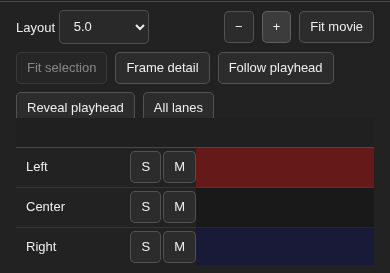 Layout 5.0 − + Fit movie
Fit selection Frame detail Follow playhead
Reveal playhead All lanes
Left S M
Center S M
Right S M